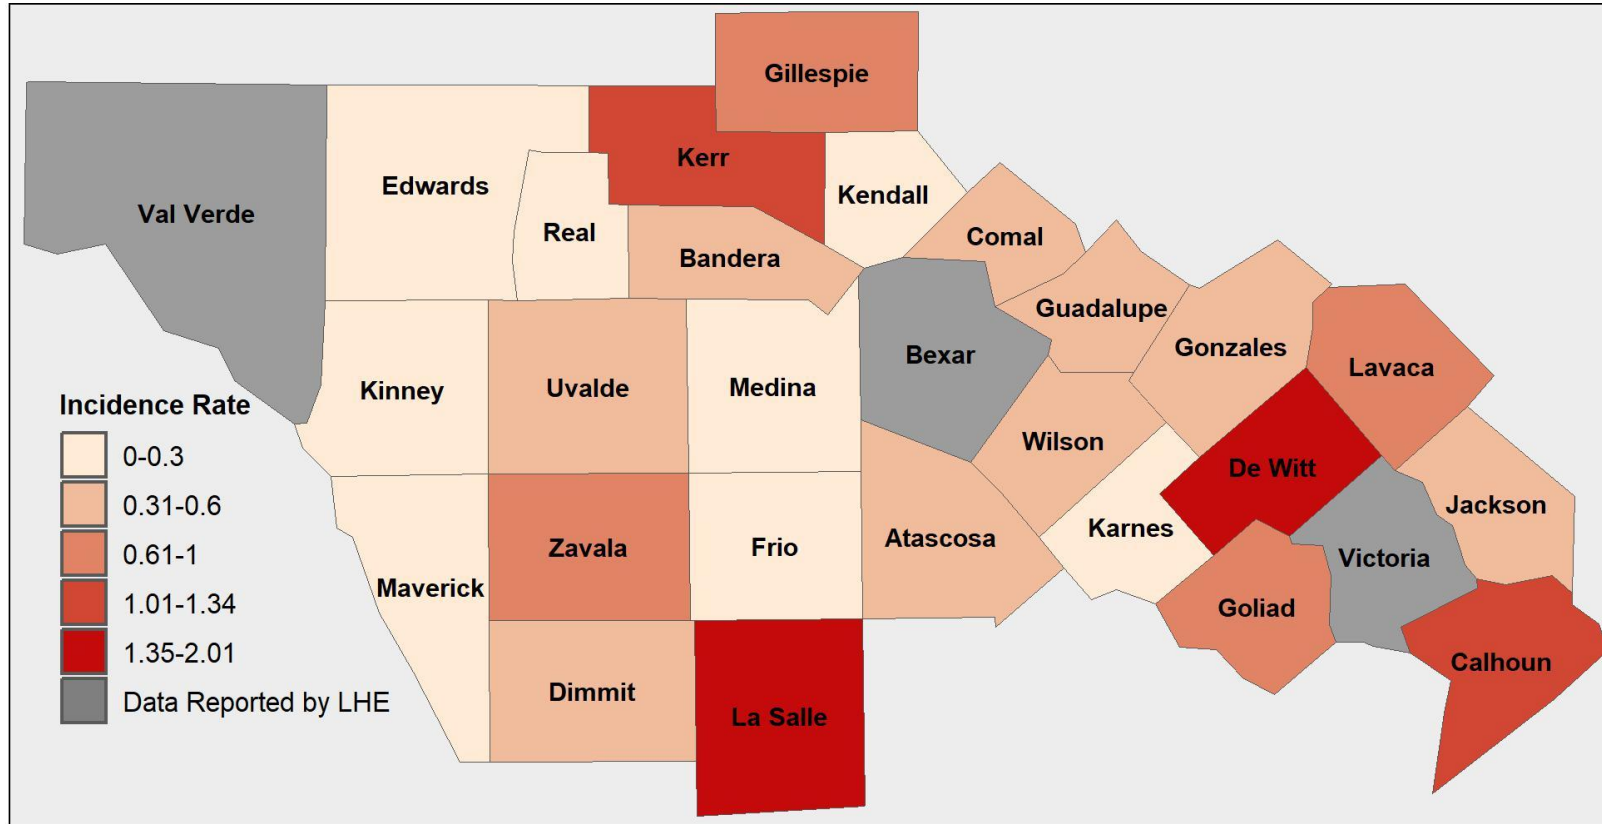 Gillespie
Kerr
Edwards
Kendall
Val Verde
Real
Comal
Bandera
Guadalupe
Gonzales
Bexar
Lavaca
Kinney
Uvalde
Medina
Wilson
De Witt
Jackson
Karnes
Atascosa
Zavala
Frio
Victoria
Maverick
Goliad
Calhoun
Dimmit
La Salle
Incidence Rate
0-0.3
0.31-0.6
0.61-1
1.01-1.34
1.35-2.01
Data Reported by LHE